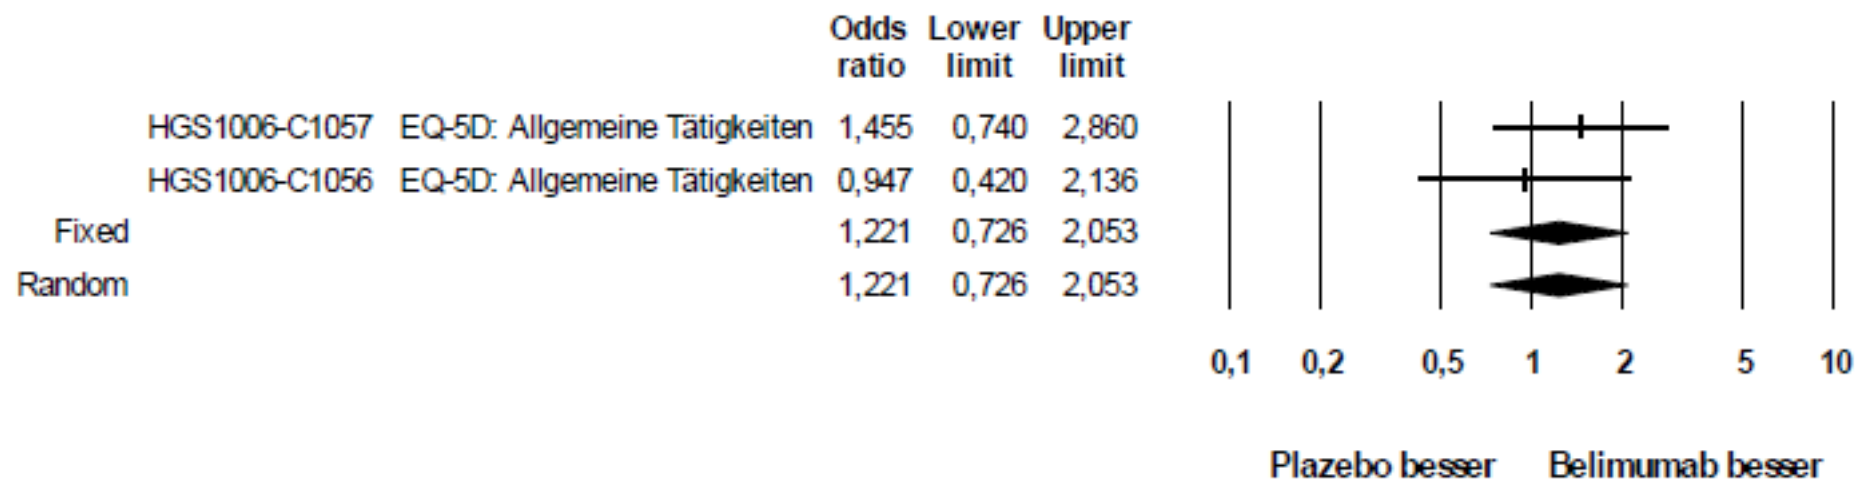 Odds Lower Upper
ratio limit limit
HGS1006-C1057 EQ-5D: Allgemeine Tätigkeiten 1,455 0,740 2,860
HGS1006-C1056 EQ-5D: Allgemeine Tätigkeiten 0,947 0,420 2,136
Fixed 1,221 0,726 2,053
Random 1,221 0,726 2,053
0,1 0,2 0,5 1 2 5 10
Plazebo besser Belimumab besser